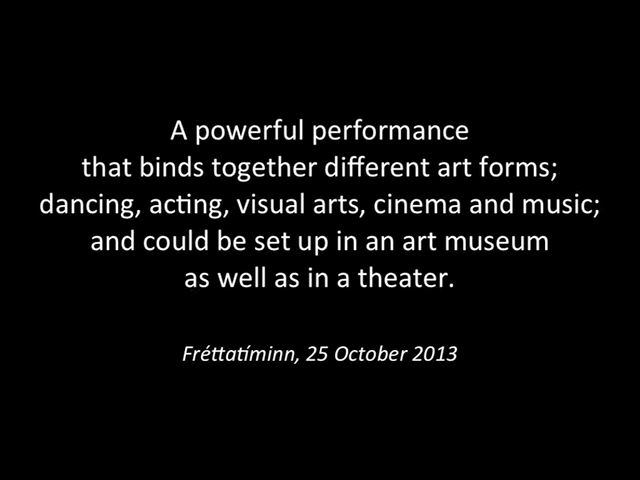 A powerful performance
that binds together different art forms;
dancing, acting, visual arts, cinema and music;
and could be set up in an art museum
as well as in a theater.
Fréttatíminn, 25 October 2013